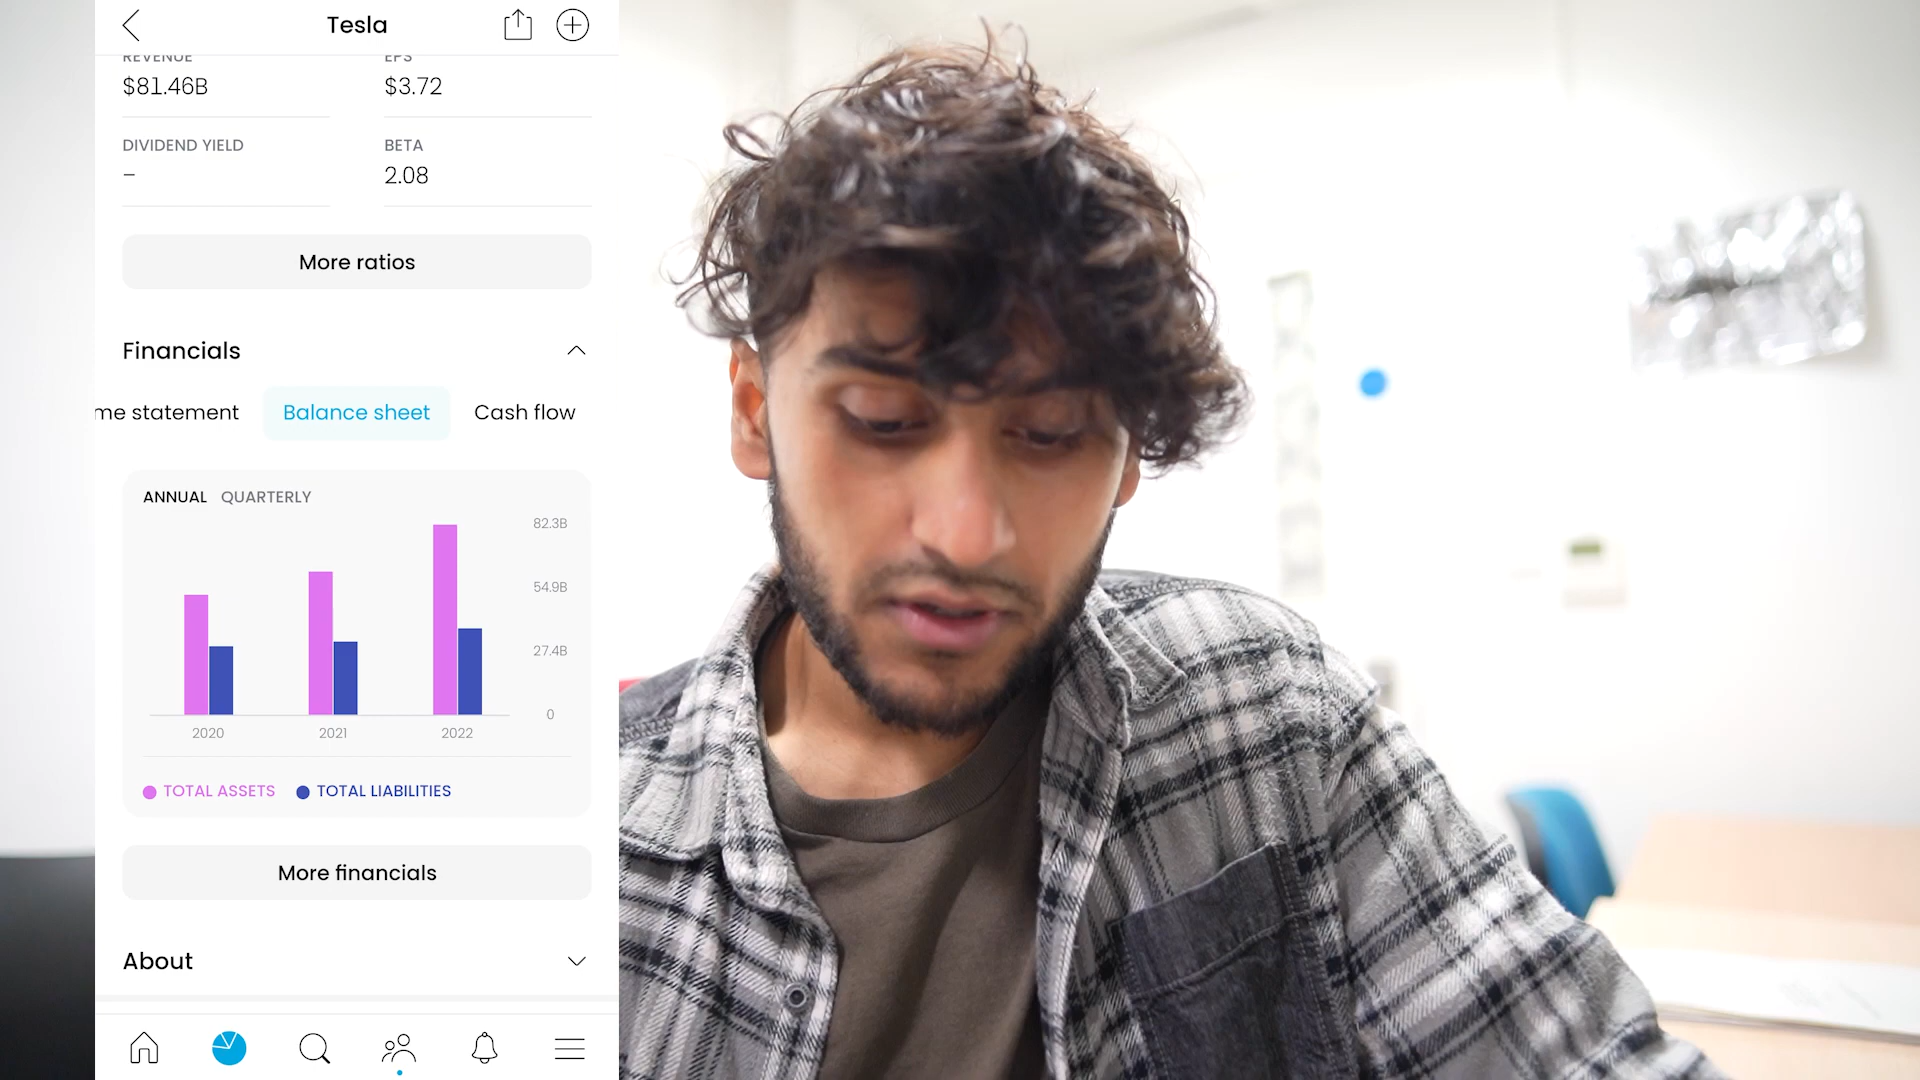 Tesla
REVENUE EPS
$81.46B $3.72
DIVIDEND YIELD BETA
– 2.08
More ratios
Financials
me statement Balance sheet Cash flow
ANNUAL QUARTERLY
82.3B
54.9B
27.4B
0
2020 2021 2022
TOTAL ASSETS TOTAL LIABILITIES
More financials
About